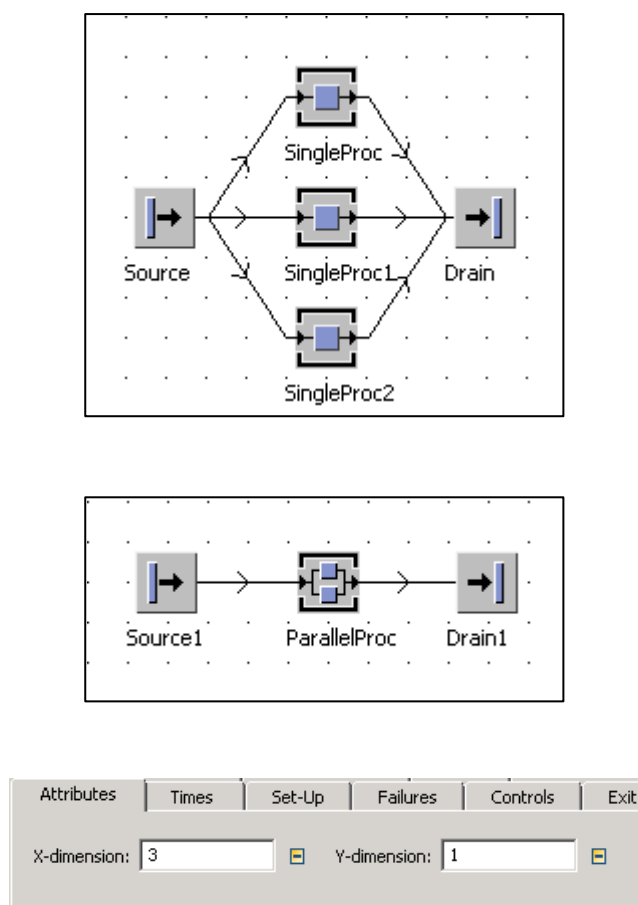 SingleProc
Source
SingleProc1
Drain
SingleProc2
Source1
ParallelProc
Drain1
Attributes Times Set-Up Failures Controls Exit
X-dimension: 3 Y-dimension: 1